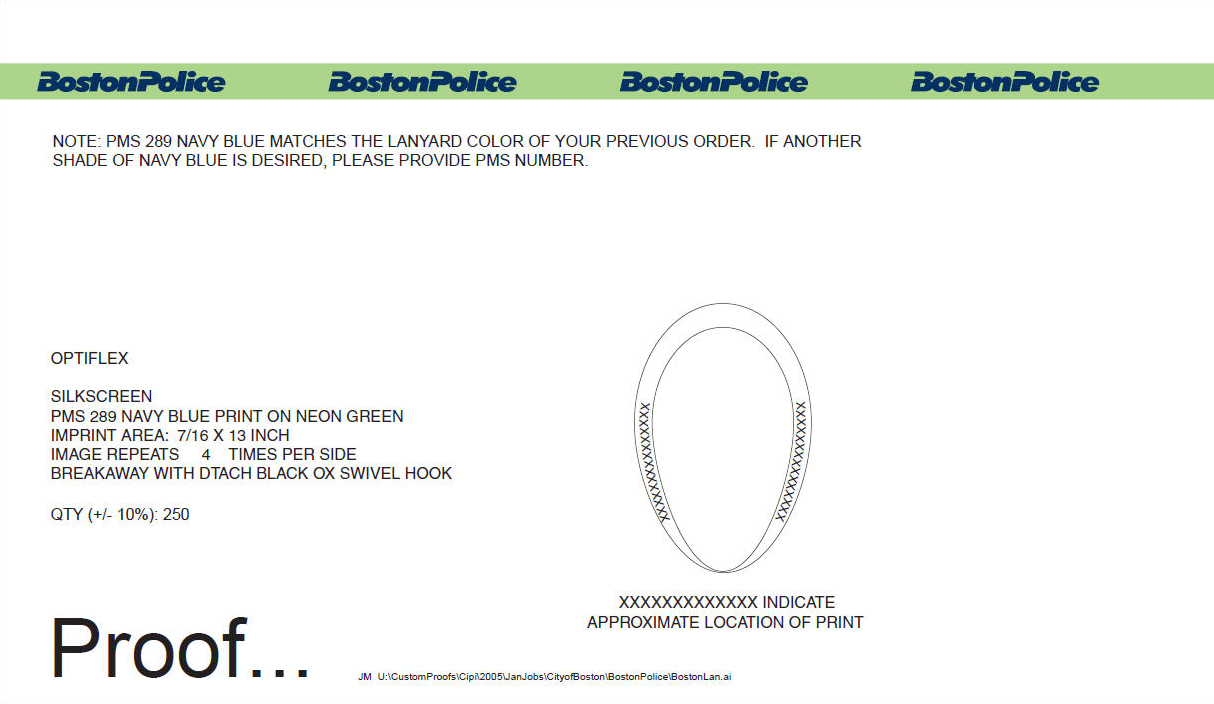 BostonPolice BostonPolice BostonPolice BostonPolice
NOTE: PMS 289 NAVY BLUE MATCHES THE LANYARD COLOR OF YOUR PREVIOUS ORDER.  IF ANOTHER
SHADE OF NAVY BLUE IS DESIRED, PLEASE PROVIDE PMS NUMBER.
OPTIFLEX
SILKSCREEN
PMS 289 NAVY BLUE PRINT ON NEON GREEN
IMPRINT AREA:  7/16 X 13 INCH
IMAGE REPEATS     4    TIMES PER SIDE
BREAKAWAY WITH DTACH BLACK OX SWIVEL HOOK
QTY (+/- 10%): 250
XXXXXXXXXXXXX
XXXXXXXXXXXXX
XXXXXXXXXXXXX INDICATE
APPROXIMATE LOCATION OF PRINT
Proof...
JM  U:\CustomProofs\Cipi\2005\JanJobs\CityofBoston\BostonPolice\BostonLan.ai